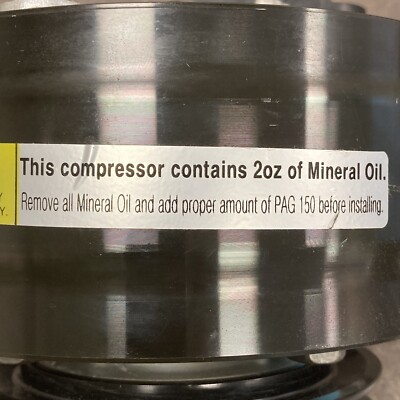 This compressor contains 2oz of Mineral Oil.
Remove all Mineral Oil and add proper amount of PAG 150 before installing.